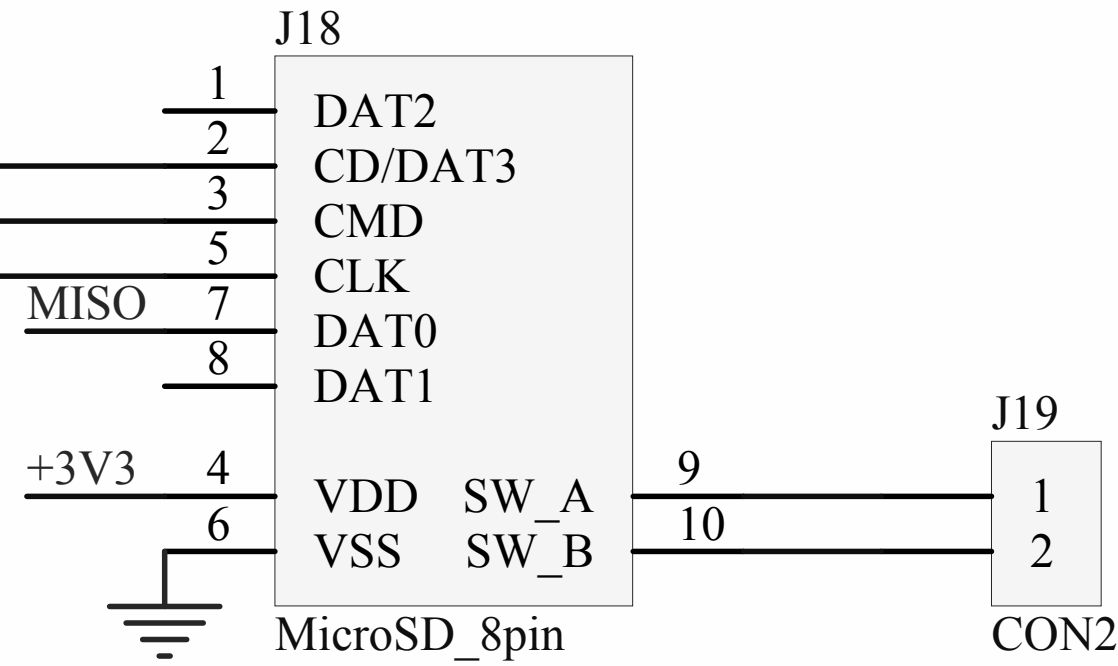 J18
1 DAT2
2 CD/DAT3
3 CMD
5 CLK
MISO 7 DAT0
8 DAT1
J19
+3V3 4 VDD SW_A 9 1
6 VSS SW_B 10 2
MicroSD_8pin CON2